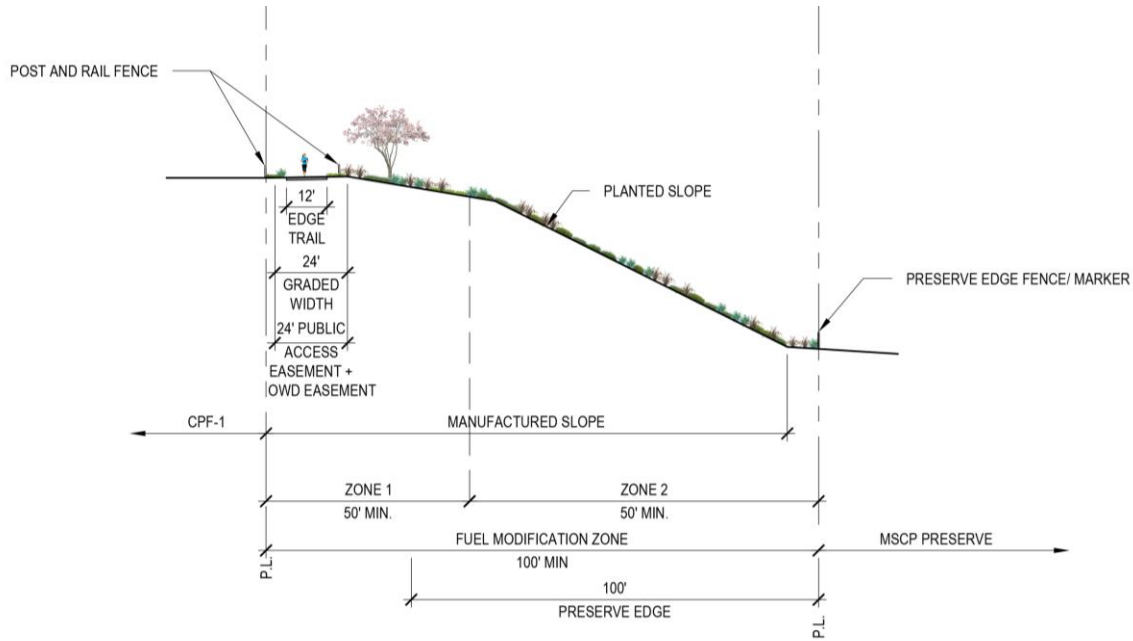 POST AND RAIL FENCE
12'
EDGE
TRAIL
24'
GRADED
WIDTH
24' PUBLIC
ACCESS
EASEMENT +
OWD EASEMENT
PLANTED SLOPE
PRESERVE EDGE FENCE/ MARKER
CPF-1
MANUFACTURED SLOPE
ZONE 1
50' MIN.
ZONE 2
50' MIN.
FUEL MODIFICATION ZONE
100' MIN
MSCP PRESERVE
P.L.
100'
PRESERVE EDGE
P.L.